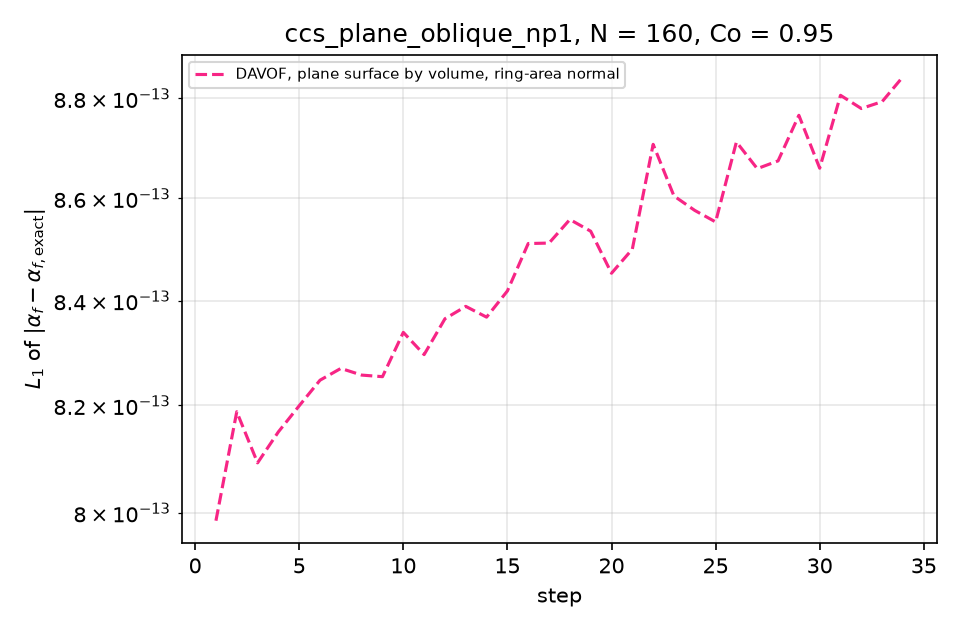 ccs_plane_oblique_np1, N = 160, Co = 0.95
DAVOF, plane surface by volume, ring-area normal
L₁ of |α_f − α_{f,exact}|
8.8 × 10⁻¹³
8.6 × 10⁻¹³
8.4 × 10⁻¹³
8.2 × 10⁻¹³
8 × 10⁻¹³
0 5 10 15 20 25 30 35
step